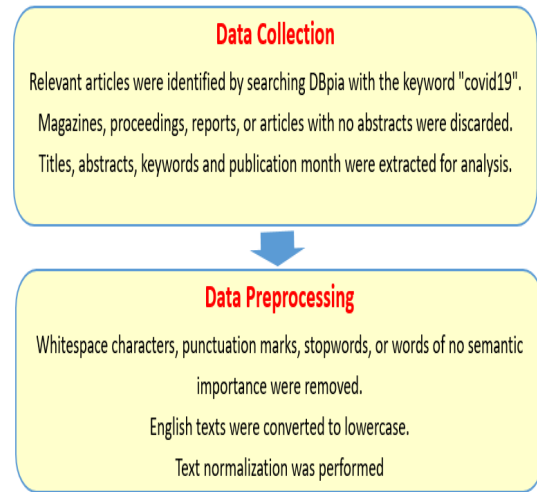 Data Collection
Relevant articles were identified by searching DBpia with the keyword "covid19".
Magazines, proceedings, reports, or articles with no abstracts were discarded.
Titles, abstracts, keywords and publication month were extracted for analysis.
Data Preprocessing
Whitespace characters, punctuation marks, stopwords, or words of no semantic
importance were removed.
English texts were converted to lowercase.
Text normalization was performed